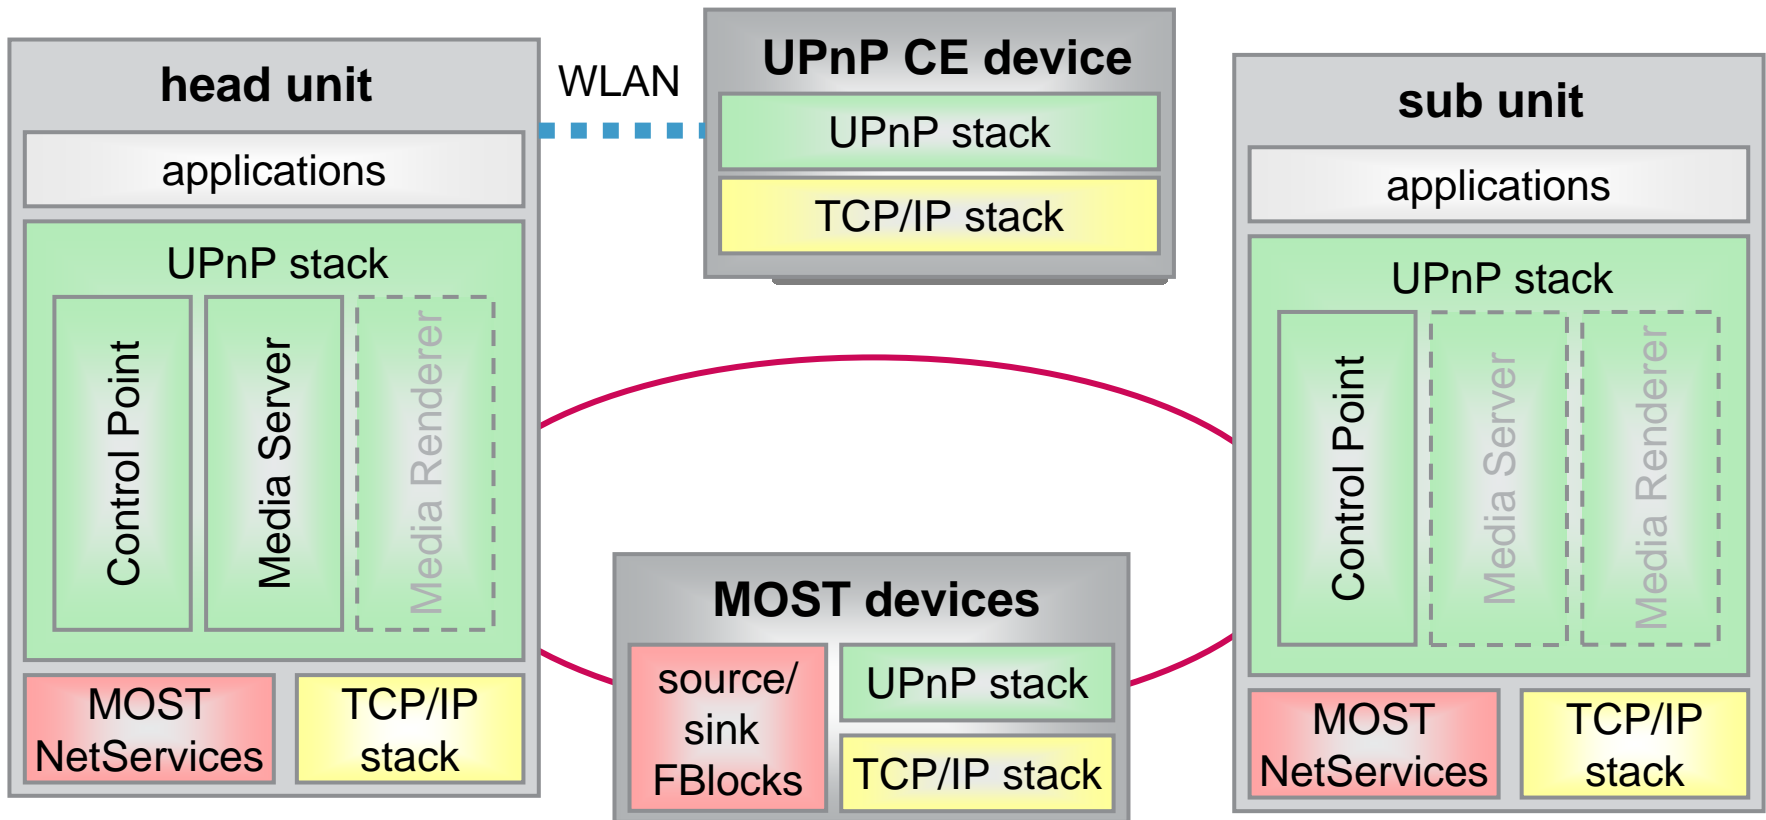 head unit
applications
UPnP stack
Control Point
Media Server
Media Renderer
MOST
NetServices
TCP/IP
stack
WLAN
UPnP CE device
UPnP stack
TCP/IP stack
MOST devices
source/
sink
FBlocks
UPnP stack
TCP/IP stack
sub unit
applications
UPnP stack
Control Point
Media Server
Media Renderer
MOST
NetServices
TCP/IP
stack